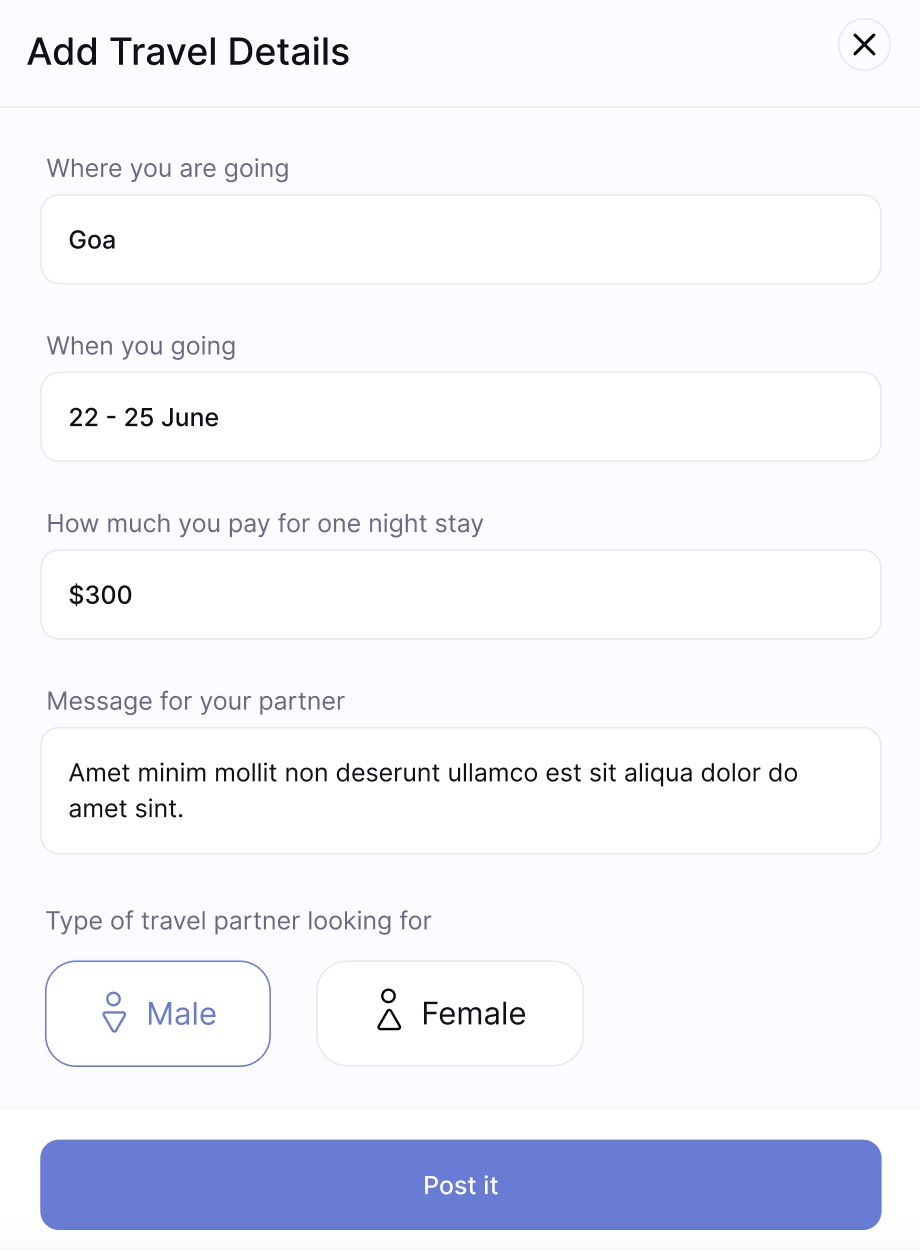 Add Travel Details
Where you are going
Goa
When you going
22 - 25 June
How much you pay for one night stay
$300
Message for your partner
Amet minim mollit non deserunt ullamco est sit aliqua dolor do
amet sint.
Type of travel partner looking for
Male
Female
Post it